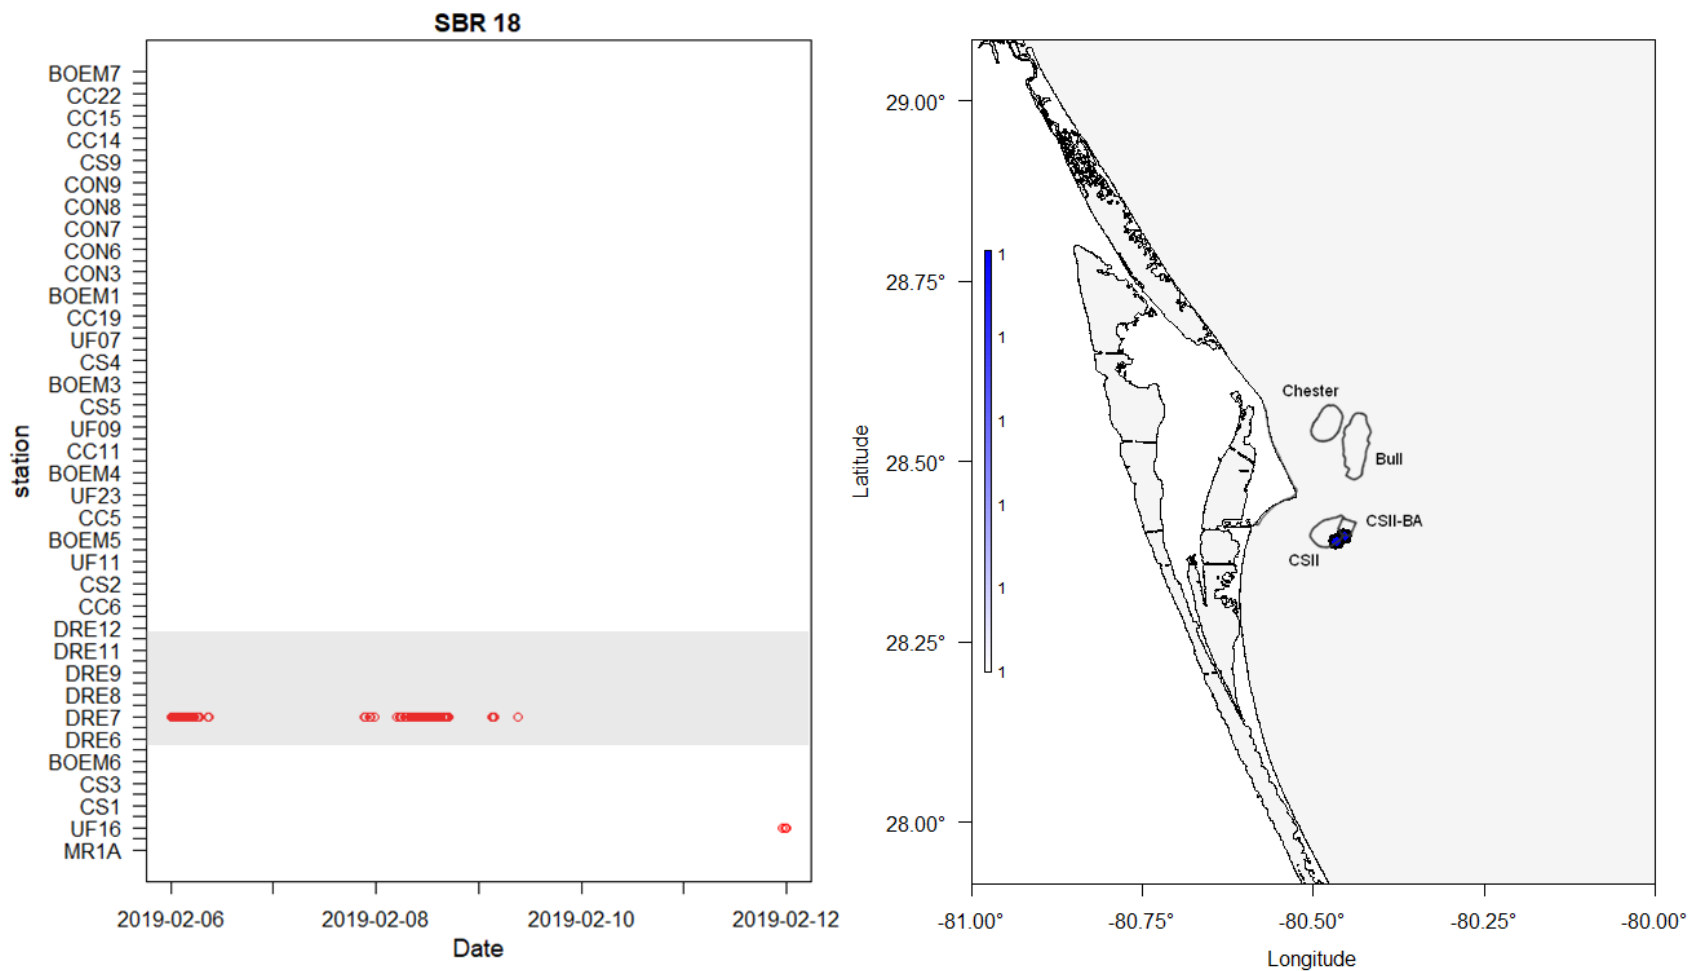 SBR 18
station
BOEM7
CC22
CC15
CC14
CS9
CON9
CON8
CON7
CON6
CON3
BOEM1
CC19
UF07
CS4
BOEM3
CS5
UF09
CC11
BOEM4
UF23
CC5
BOEM5
UF11
CS2
CC6
DRE12
DRE11
DRE9
DRE8
DRE7
DRE6
BOEM6
CS3
CS1
UF16
MR1A
2019-02-06
2019-02-08
2019-02-10
2019-02-12
Date
Latitude
29.00°
28.75°
28.50°
28.25°
28.00°
1
1
1
1
1
1
Chester
Bull
CSII-BA
CSII
-81.00°
-80.75°
-80.50°
-80.25°
-80.00°
Longitude